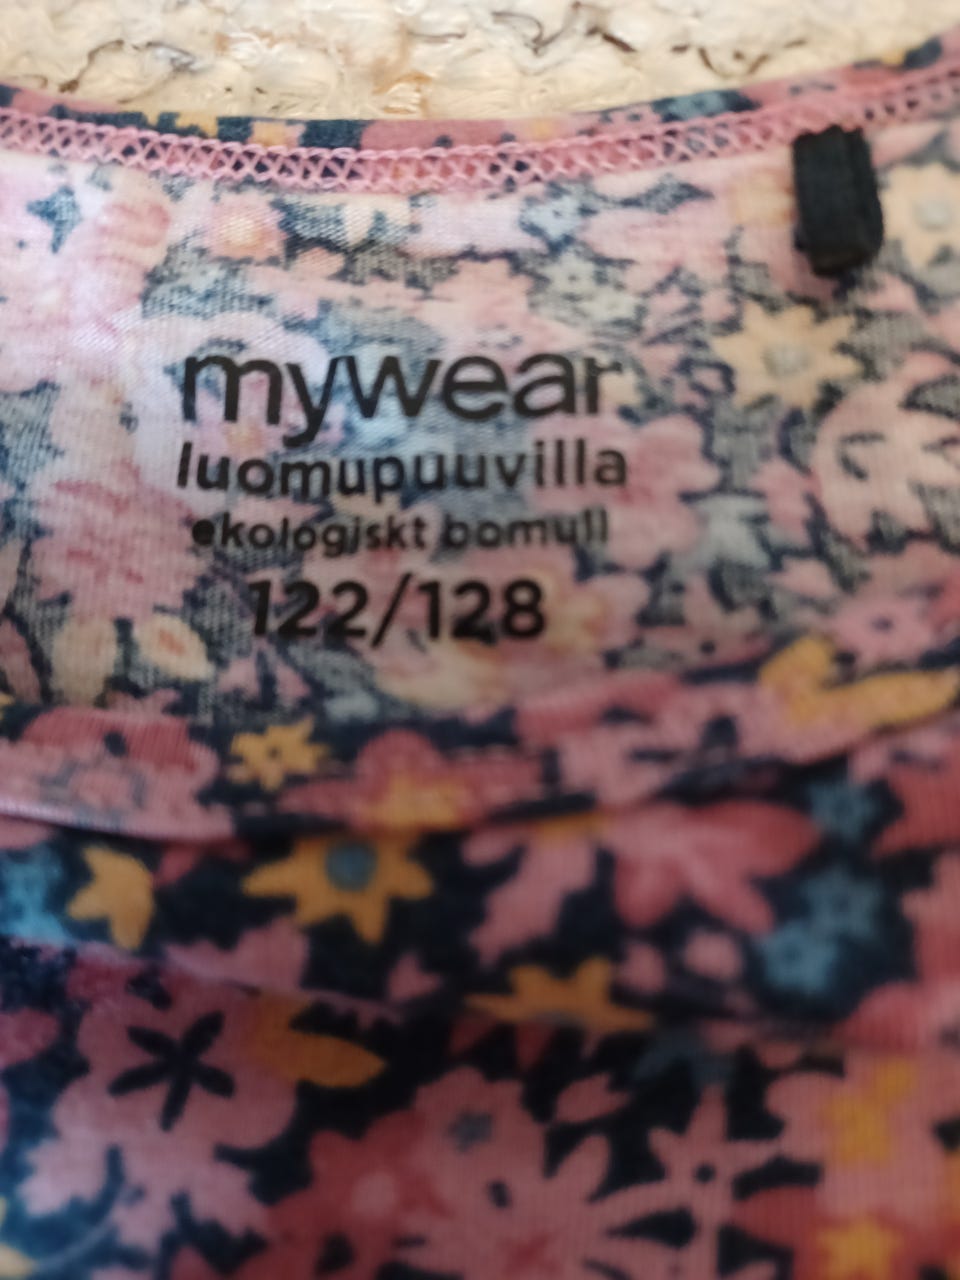 mywear
luomupuuvilla
ekologiskt bomull
122/128